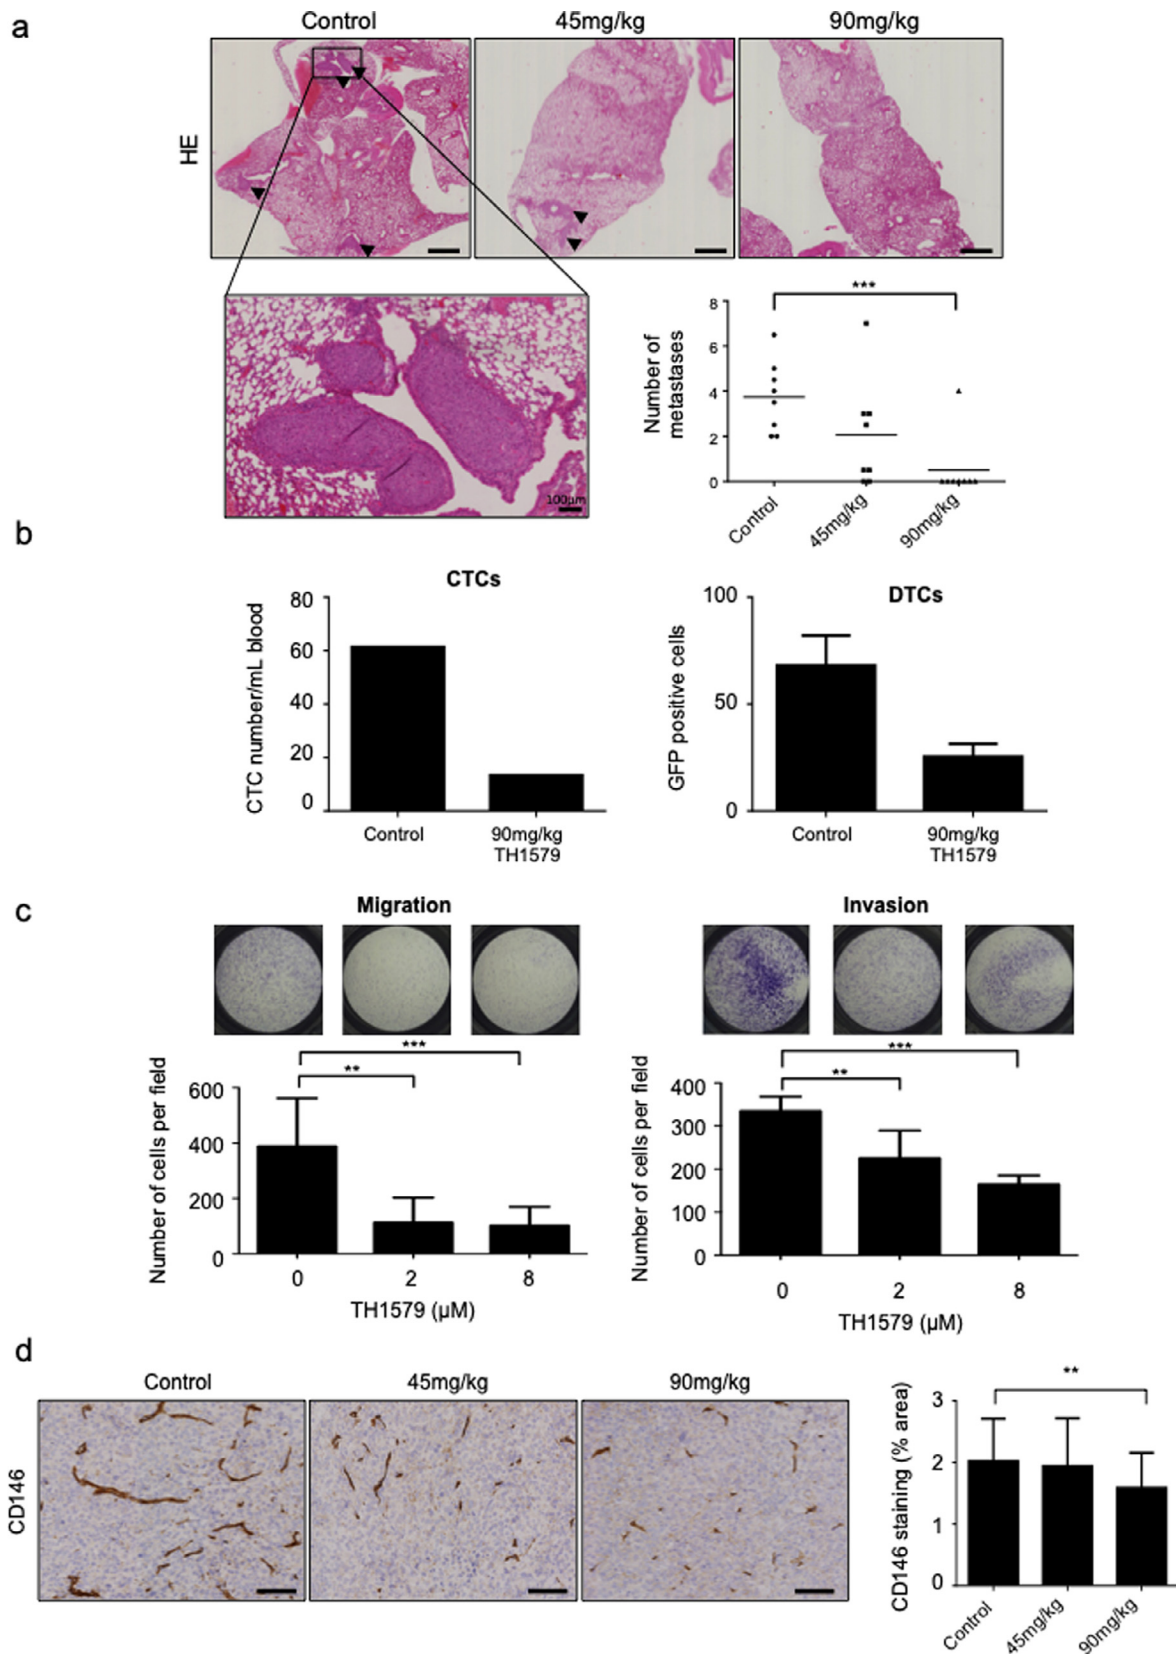 a
Control
45mg/kg
90mg/kg
HE
100μm
Number of
metastases
8
6
4
2
0
***
Control
45mg/kg
90mg/kg
b
CTCs
CTC number/mL blood
80
60
40
20
0
Control
90mg/kg
TH1579
DTCs
GFP positive cells
100
50
0
Control
90mg/kg
TH1579
c
Migration
Number of cells per field
600
400
200
0
**
***
0
2
8
TH1579 (μM)
Invasion
Number of cells per field
400
300
200
100
0
**
***
0
2
8
TH1579 (μM)
d
Control
45mg/kg
90mg/kg
CD146
CD146 staining (% area)
3
2
1
0
**
Control
45mg/kg
90mg/kg